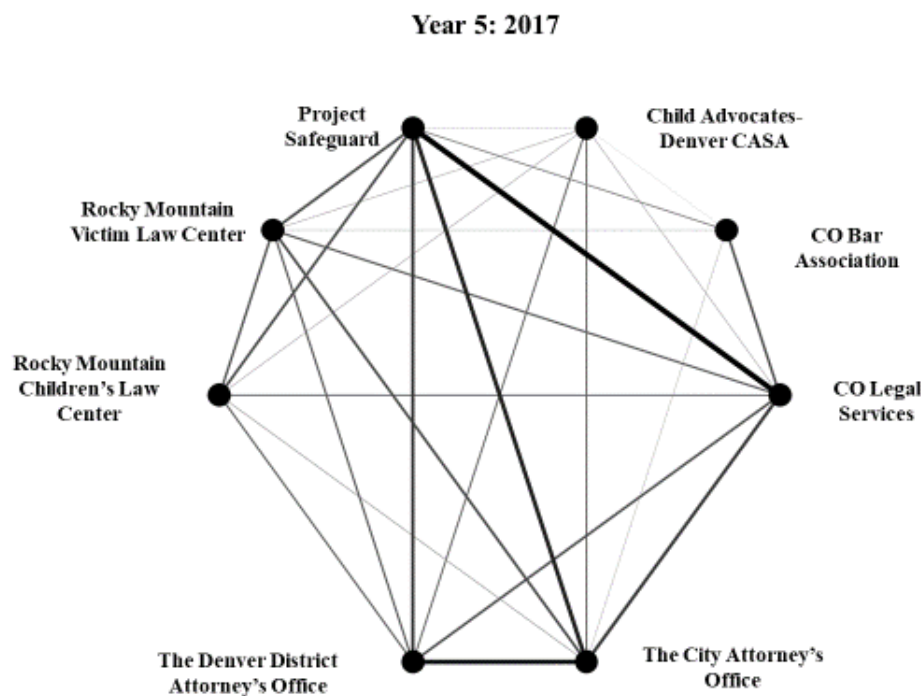 Year 5: 2017
Project
Safeguard
Child Advocates-
Denver CASA
Rocky Mountain
Victim Law Center
CO Bar
Association
Rocky Mountain
Children's Law
Center
CO Legal
Services
The Denver District
Attorney's Office
The City Attorney's
Office